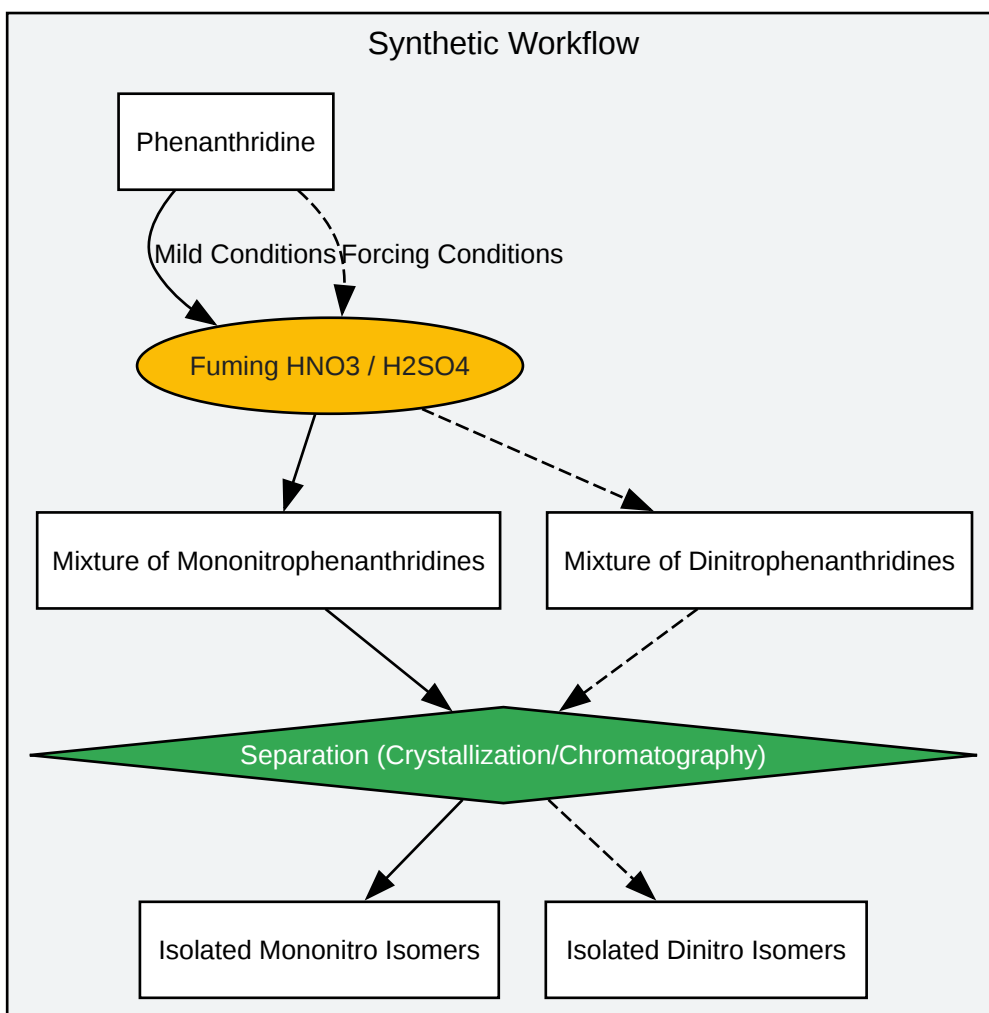 Synthetic Workflow
Phenanthridine
Mild Conditions
Forcing Conditions
Fuming HNO3 / H2SO4
Mixture of Mononitrophenanthridines
Mixture of Dinitrophenanthridines
Separation (Crystallization/Chromatography)
Isolated Mononitro Isomers
Isolated Dinitro Isomers